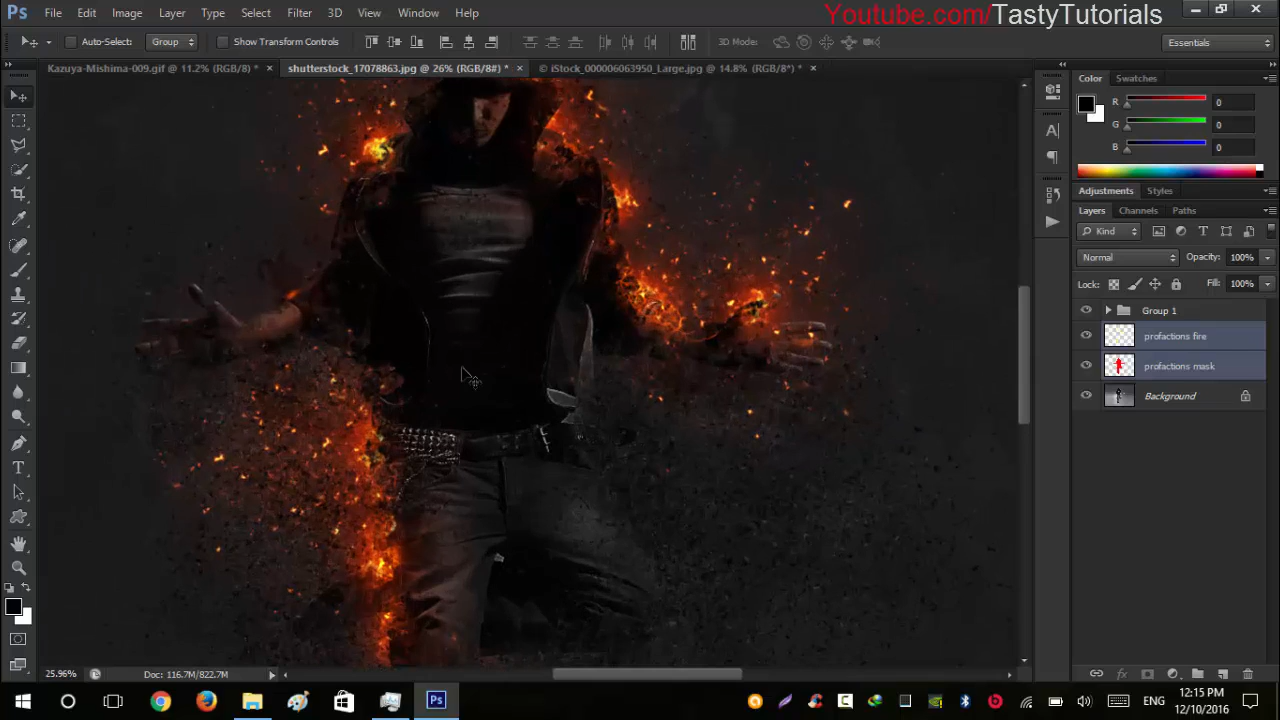 Youtube.com/TastyTutorials
Ps File Edit Image Layer Type Select Filter 3D View Window Help
Auto-Select: Group Show Transform Controls 3D Mode: Essentials
Kazuya-Mishima-009.gif @ 11.2% (RGB/8) * × shutterstock_17078863.jpg @ 26% (RGB/8#) * × © iStock_000006063950_Large.jpg @ 14.8% (RGB/8*) * ×
Color Swatches
R 0
G 0
B 0
Adjustments Styles
Layers Channels Paths
Kind
Normal Opacity: 100%
Lock: Fill: 100%
Group 1
profactions fire
profactions mask
Background
25.96% Doc: 116.7M/822.7M
Ps ENG 12:15 PM
12/10/2016